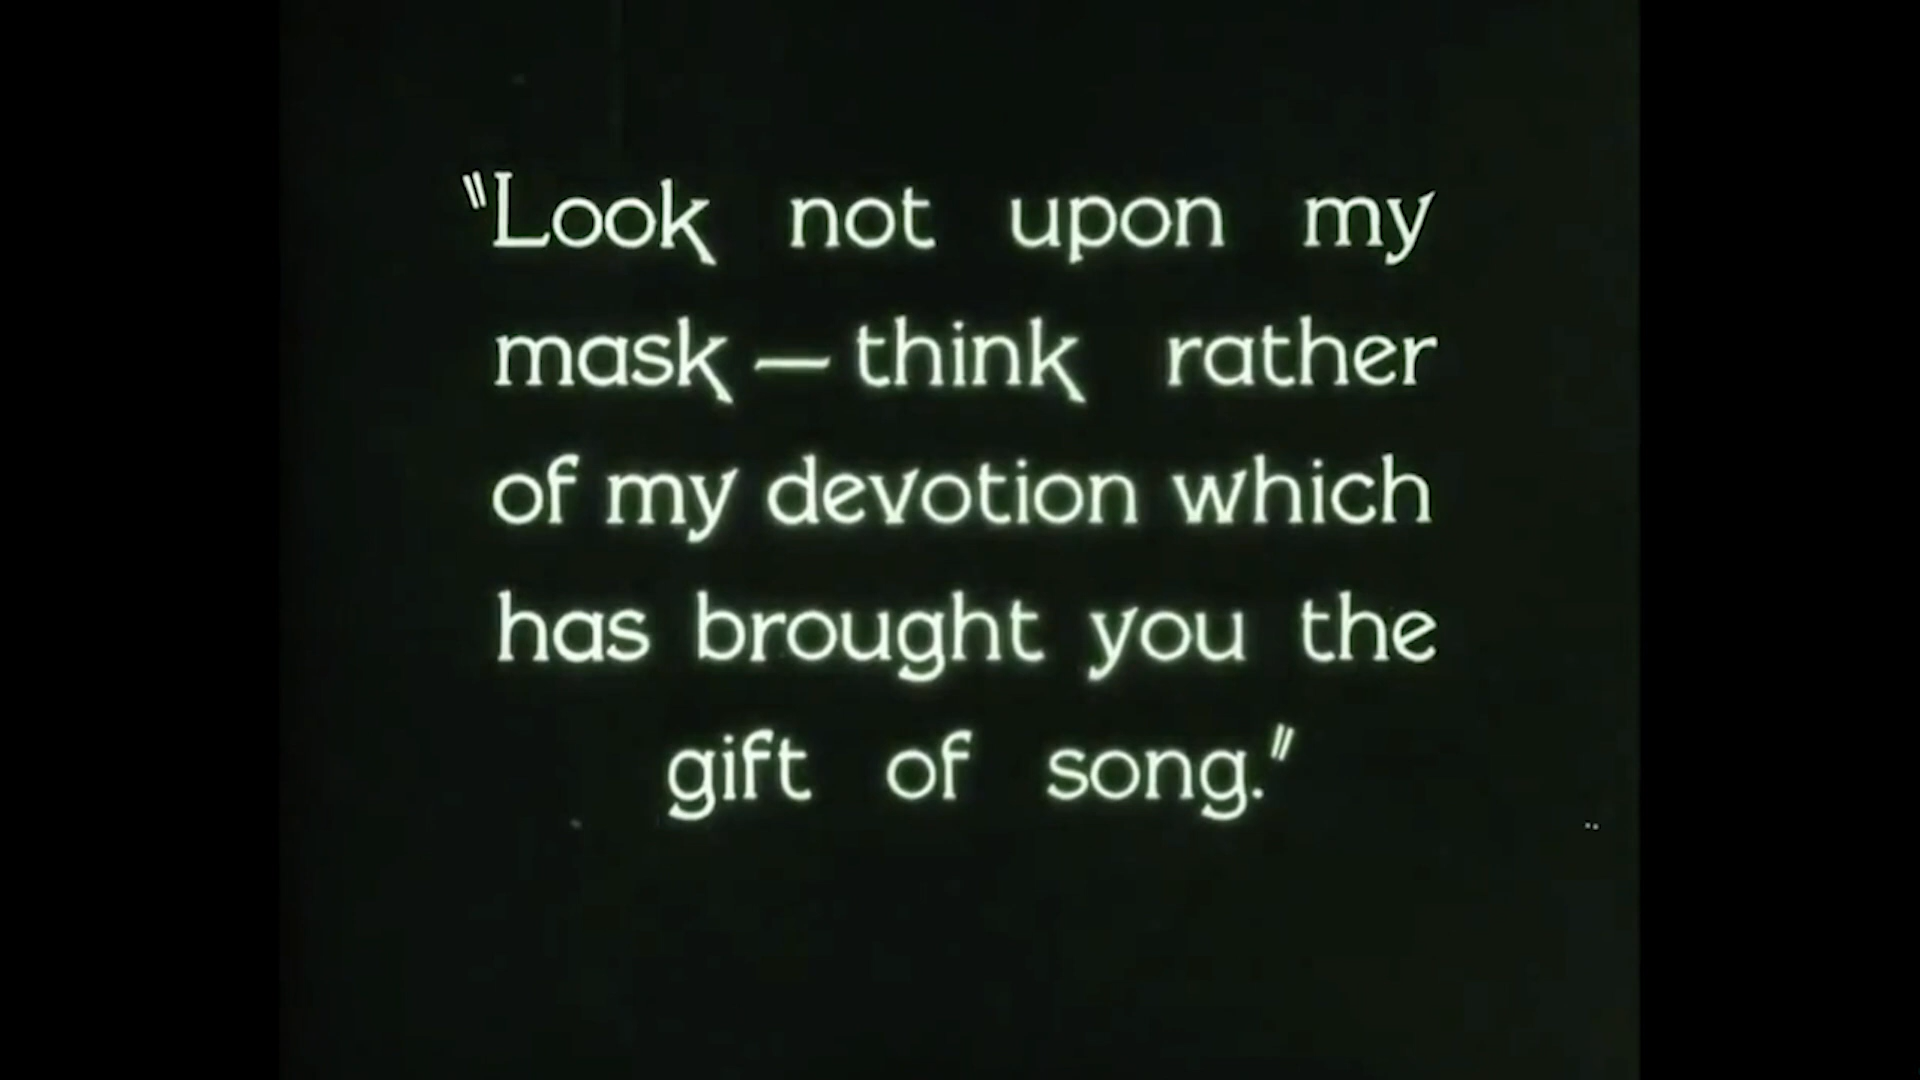 "Look not upon my
mask — think rather
of my devotion which
has brought you the
gift of song."